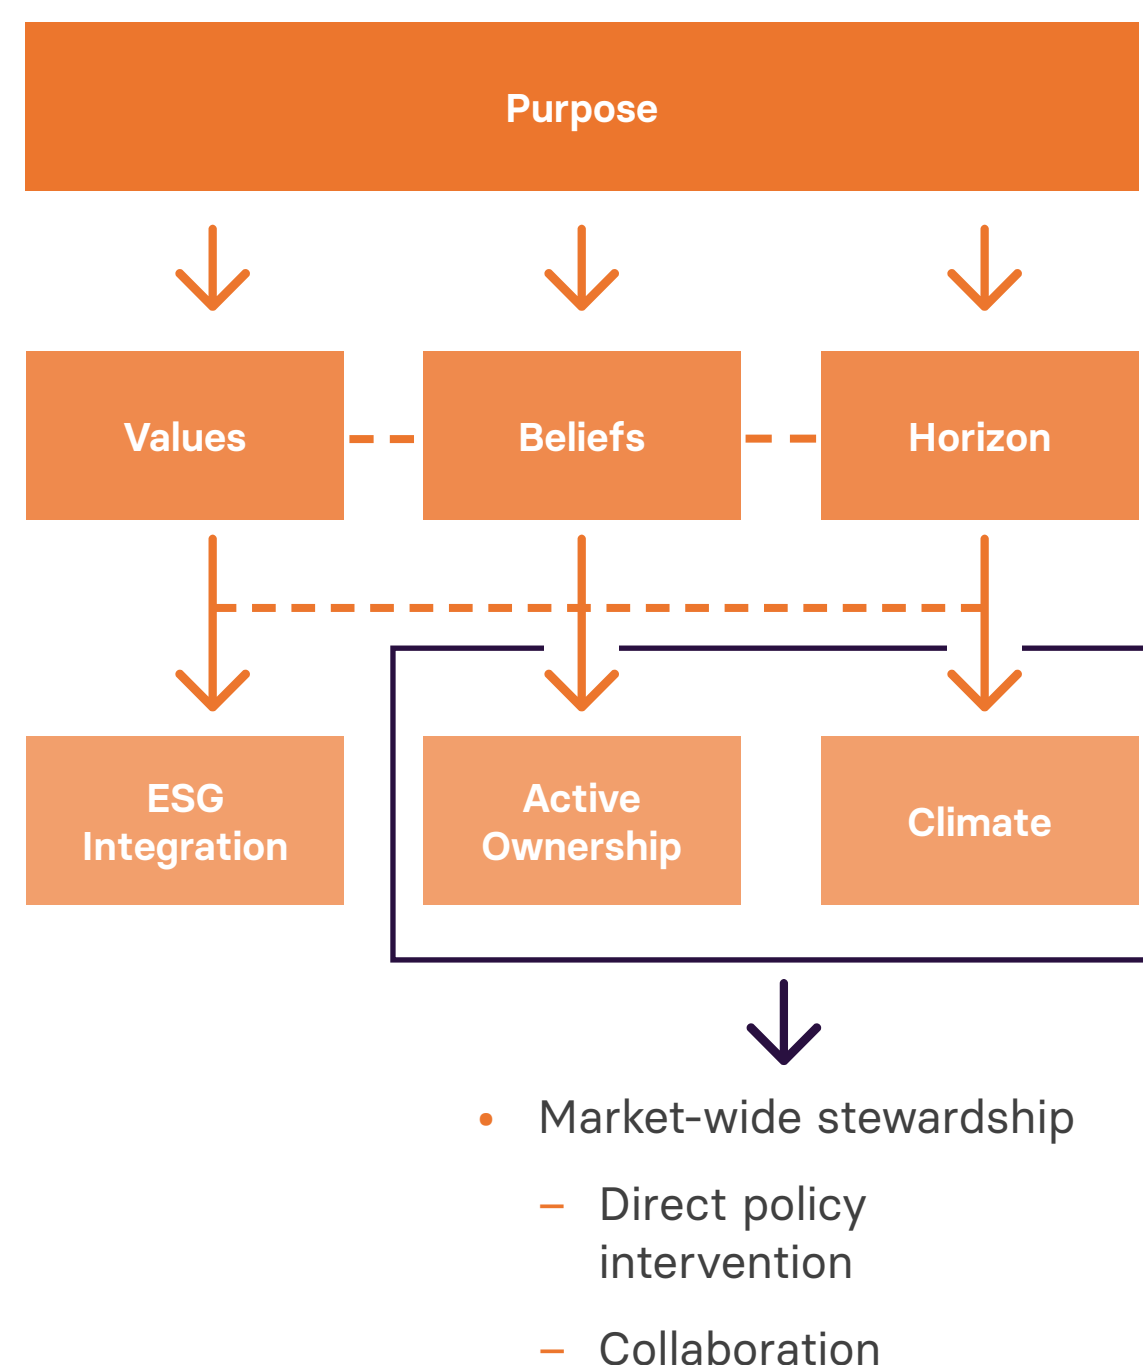 Purpose
Values
Beliefs
Horizon
ESG
Integration
Active
Ownership
Climate
• Market-wide stewardship
– Direct policy
intervention
– Collaboration